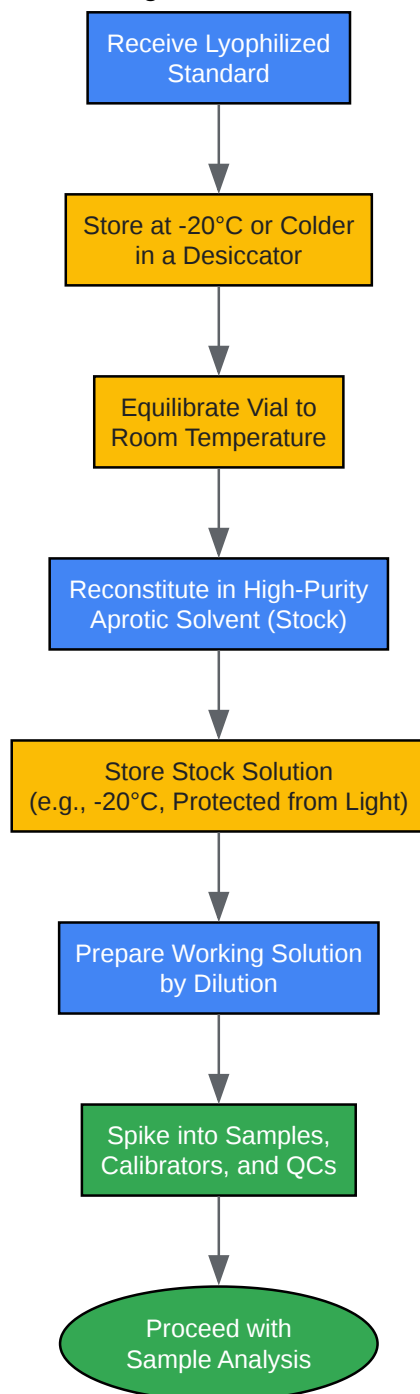 Receive Lyophilized
Standard
Store at -20°C or Colder
in a Desiccator
Equilibrate Vial to
Room Temperature
Reconstitute in High-Purity
Aprotic Solvent (Stock)
Store Stock Solution
(e.g., -20°C, Protected from Light)
Prepare Working Solution
by Dilution
Spike into Samples,
Calibrators, and QCs
Proceed with
Sample Analysis